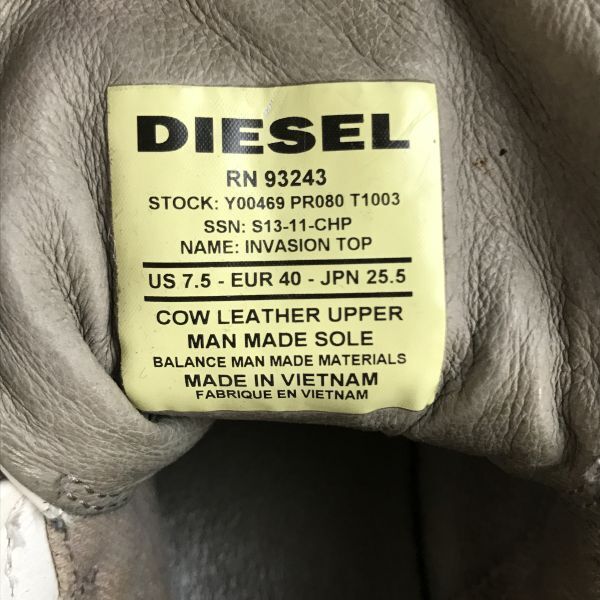 DIESEL
RN 93243
STOCK: Y00469 PR080 T1003
SSN: S13-11-CHP
NAME: INVASION TOP
US 7.5 - EUR 40 - JPN 25.5
COW LEATHER UPPER
MAN MADE SOLE
BALANCE MAN MADE MATERIALS
MADE IN VIETNAM
FABRIQUE EN VIETNAM